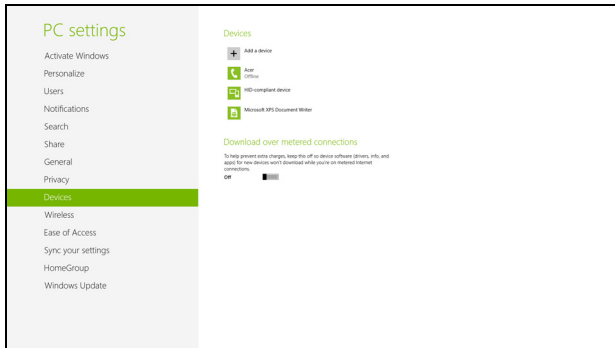 PC settings
Activate Windows
Personalize
Users
Notifications
Search
Share
General
Privacy
Devices
Wireless
Ease of Access
Sync your settings
HomeGroup
Windows Update
Devices
Add a device
Acer
Offline
HID-compliant device
Microsoft XPS Document Writer
Download over metered connections
To help prevent extra charges, keep this off so device software (drivers, info, and
apps) for new devices won't download while you're on metered Internet
connections.
Off